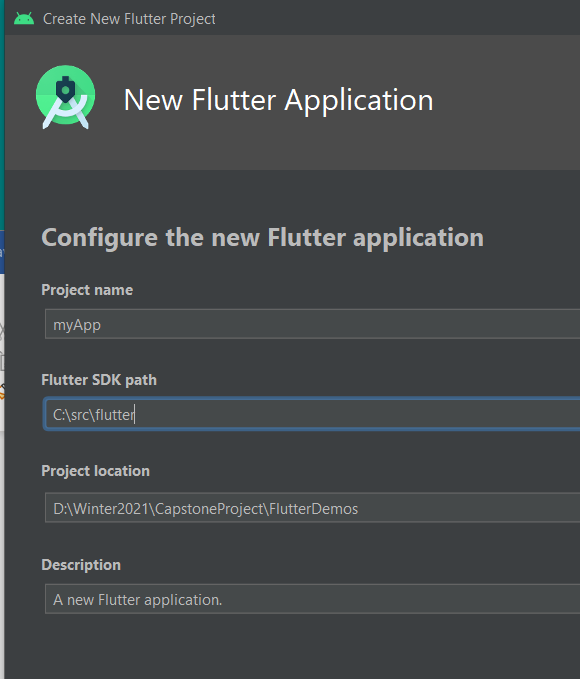 Create New Flutter Project
New Flutter Application
Configure the new Flutter application
Project name
myApp
Flutter SDK path
C:\src\flutter
Project location
D:\Winter2021\CapstoneProject\FlutterDemos
Description
A new Flutter application.